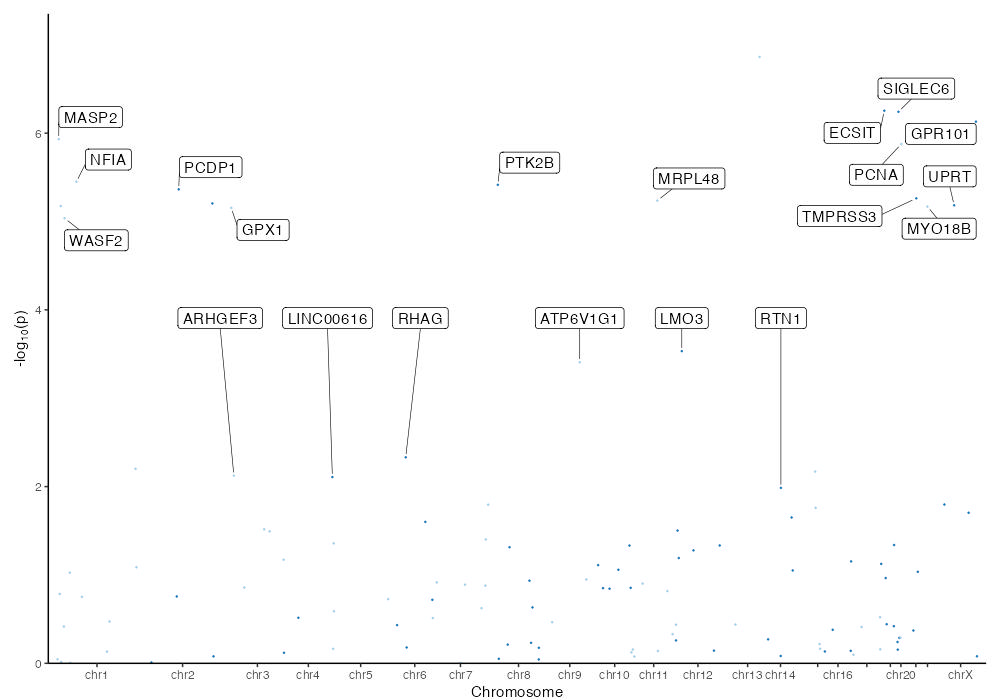 SIGLEC6
MASP2
ECSIT
GPR101
6
NFIA
PCDP1
PTK2B
MRPL48
PCNA
UPRT
TMPRSS3
WASF2
GPX1
MYO18B
ARHGEF3
LINC00616
RHAG
ATP6V1G1
LMO3
RTN1
4
-log10(p)
2
0
chr1 chr2 chr3 chr4 chr5 chr6 chr7 chr8 chr9 chr10 chr11 chr12 chr13 chr14 chr16 chr20 chrX
Chromosome